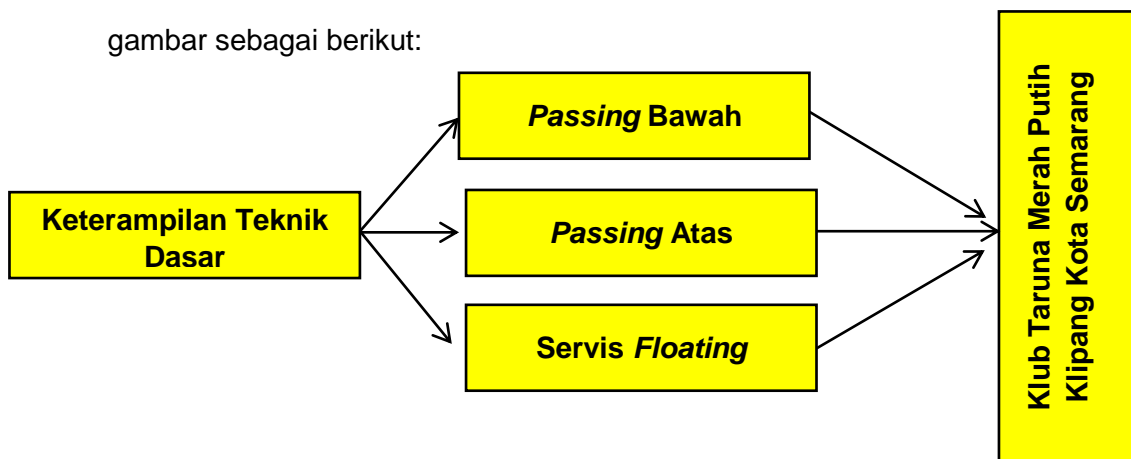 gambar sebagai berikut:
Keterampilan Teknik
Dasar
Passing Bawah
Passing Atas
Servis Floating
Klub Taruna Merah Putih
Klipang Kota Semarang